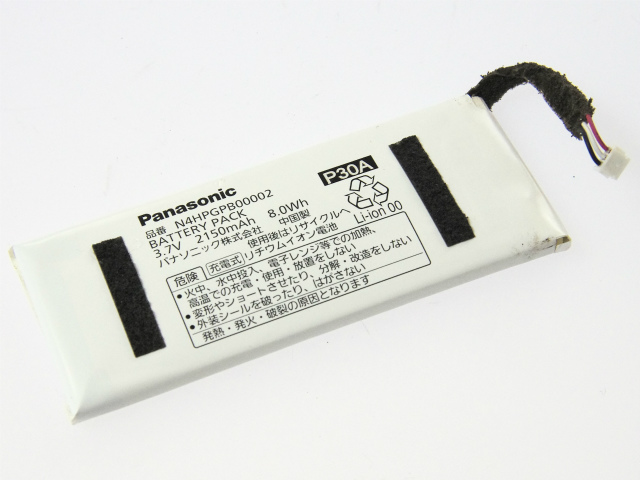 Panasonic
P30A
品番 N4HPGPB00002
BATTERY PACK
3.7V 2150mAh 8.0Wh
パナソニック株式会社 中国製
使用後はリサイクルへ
Li-ion 00
危険 (充電式)リチウムイオン電池
•火中、水中投入、電子レンジ等での加熱、
高温での充電・使用・放置をしない
•変形やショートさせたり、分解・改造をしない
•外装シールを破ったり、はがさない
発熱・発火・破裂の原因となります